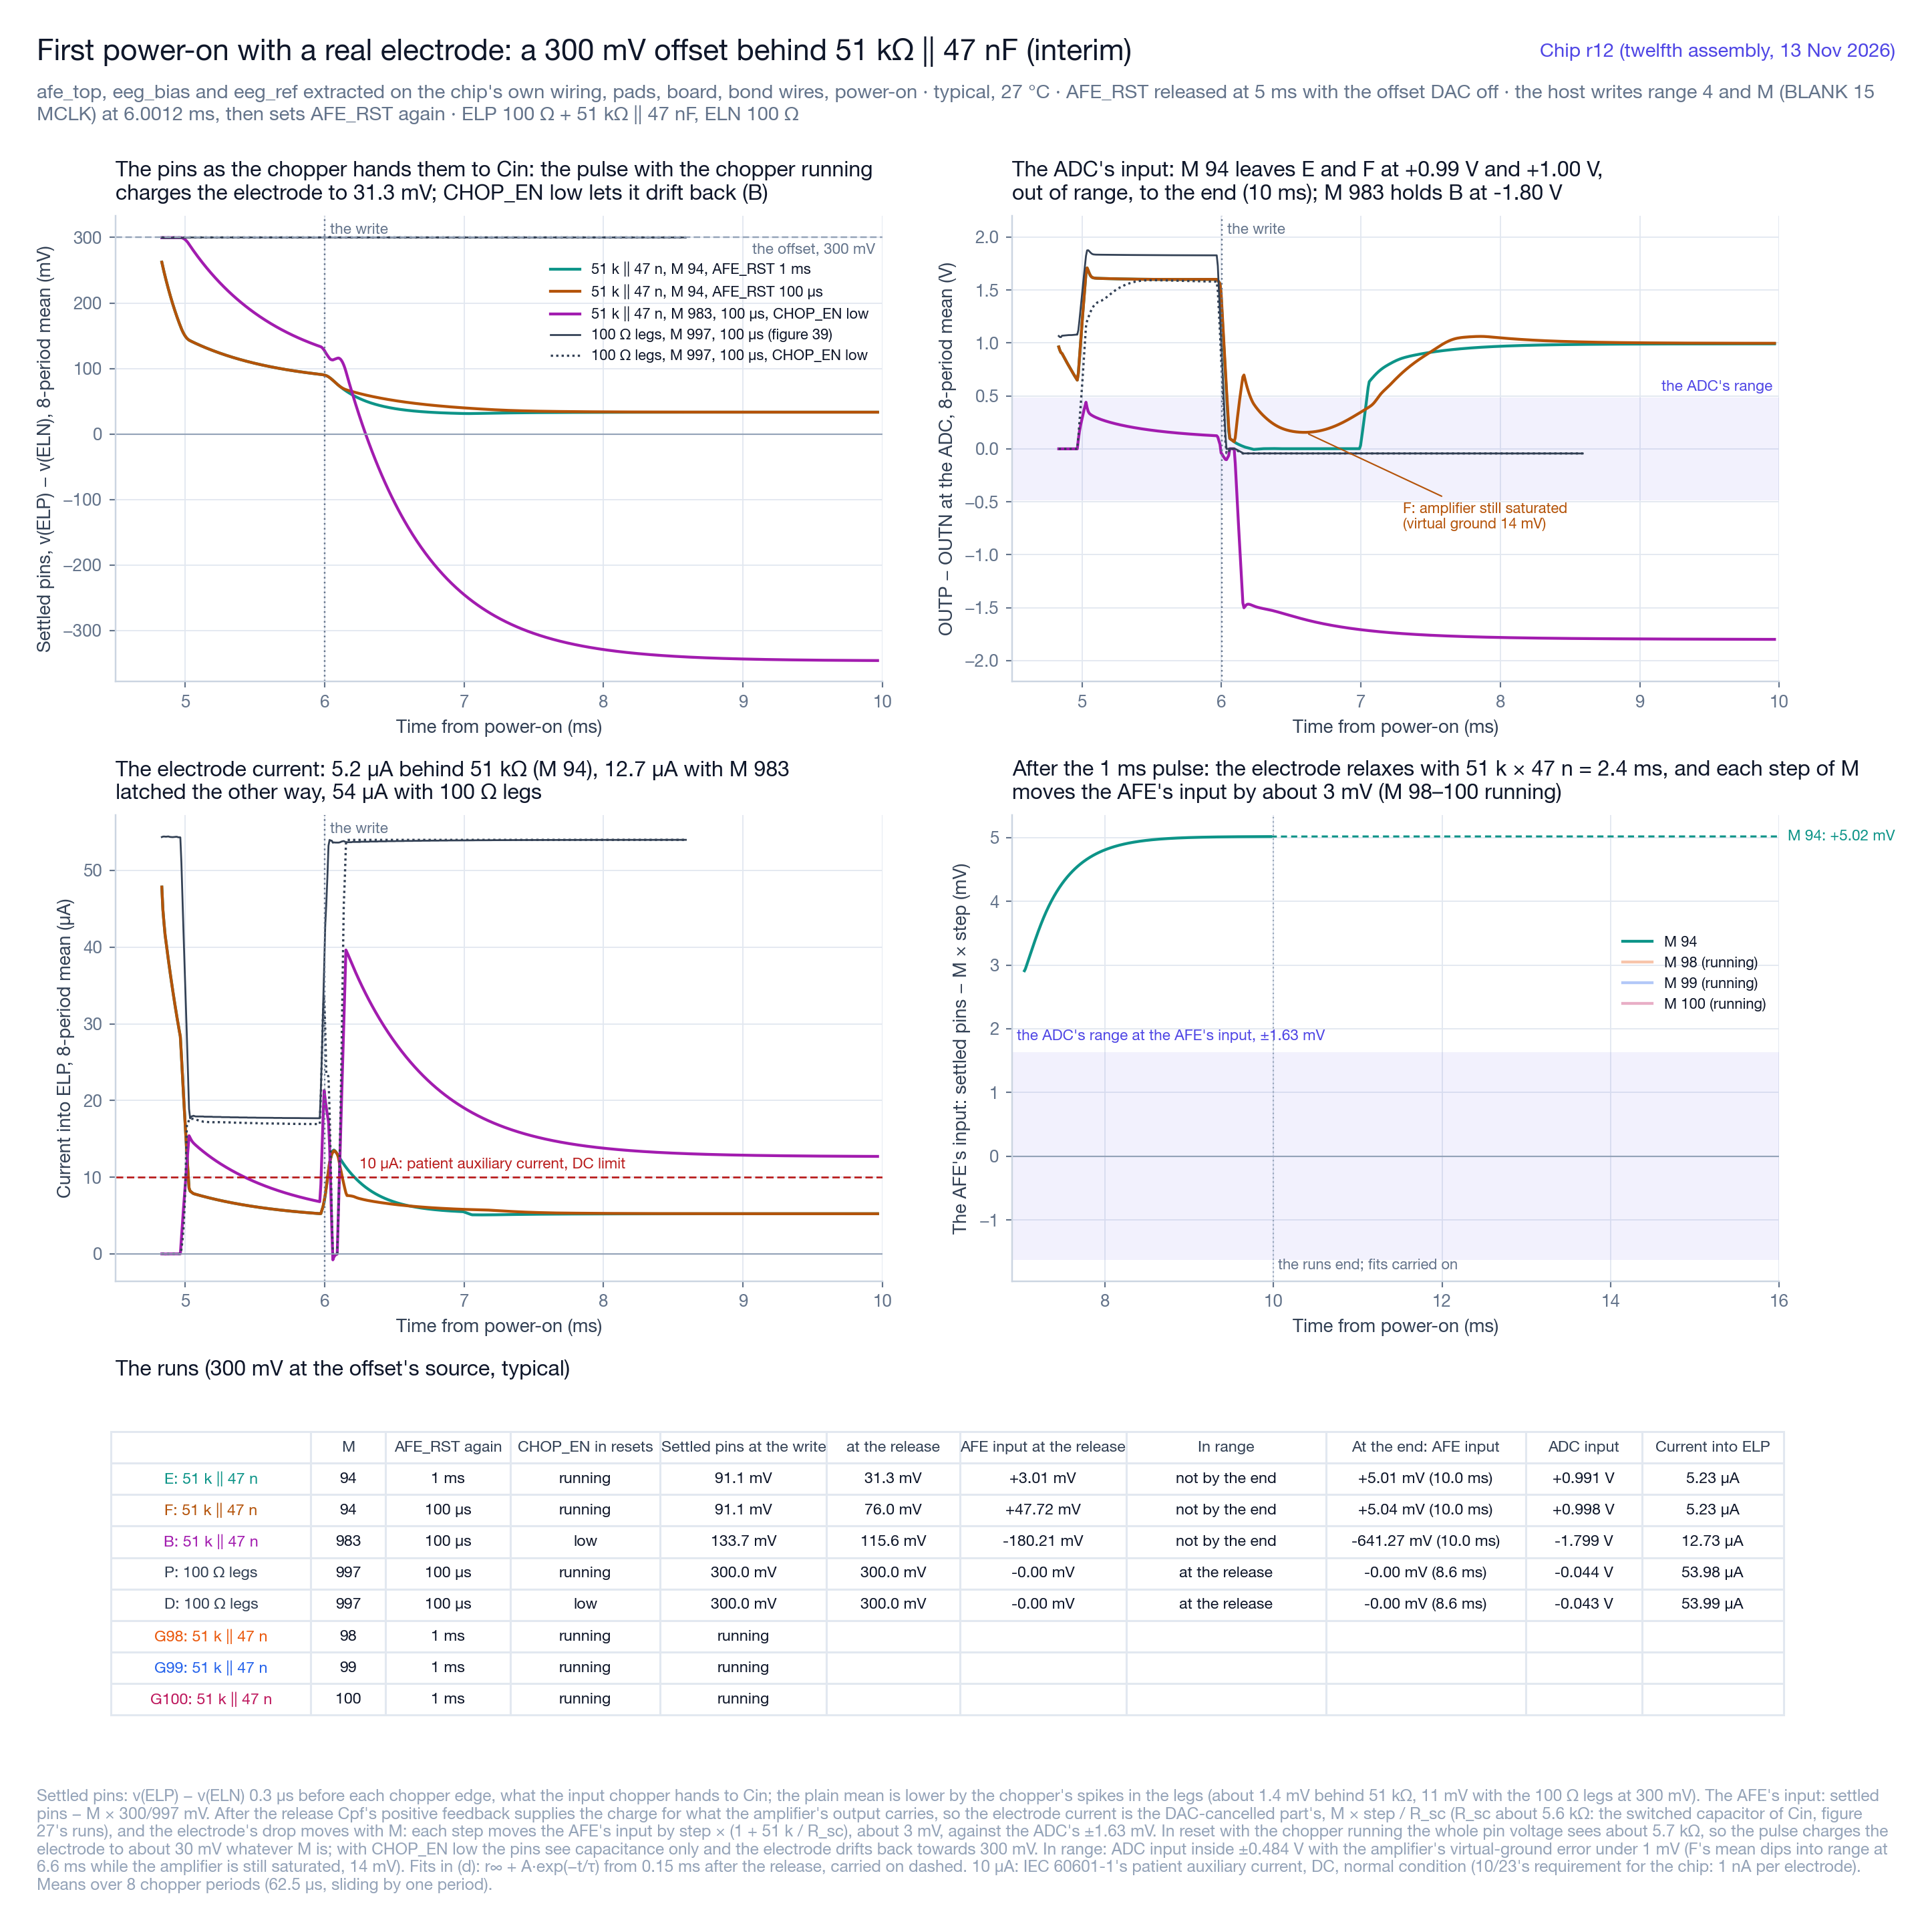 First power-on with a real electrode: a 300 mV offset behind 51 kΩ || 47 nF (interim)
Chip r12 (twelfth assembly, 13 Nov 2026)
afe_top, eeg_bias and eeg_ref extracted on the chip's own wiring, pads, board, bond wires, power-on · typical, 27 °C · AFE_RST released at 5 ms with the offset DAC off · the host writes range 4 and M (BLANK 15
MCLK) at 6.0012 ms, then sets AFE_RST again · ELP 100 Ω + 51 kΩ || 47 nF, ELN 100 Ω
The pins as the chopper hands them to Cin: the pulse with the chopper running
charges the electrode to 31.3 mV; CHOP_EN low lets it drift back (B)
Settled pins, v(ELP) − v(ELN), 8-period mean (mV)
300
200
100
0
−100
−200
−300
the write
the offset, 300 mV
51 k || 47 n, M 94, AFE_RST 1 ms
51 k || 47 n, M 94, AFE_RST 100 µs
51 k || 47 n, M 983, 100 µs, CHOP_EN low
100 Ω legs, M 997, 100 µs (figure 39)
100 Ω legs, M 997, 100 µs, CHOP_EN low
5 6 7 8 9 10
Time from power-on (ms)
The ADC's input: M 94 leaves E and F at +0.99 V and +1.00 V,
out of range, to the end (10 ms); M 983 holds B at -1.80 V
OUTP − OUTN at the ADC, 8-period mean (V)
2.0
1.5
1.0
0.5
0.0
−0.5
−1.0
−1.5
−2.0
the write
the ADC's range
F: amplifier still saturated
(virtual ground 14 mV)
5 6 7 8 9 10
Time from power-on (ms)
The electrode current: 5.2 µA behind 51 kΩ (M 94), 12.7 µA with M 983
latched the other way, 54 µA with 100 Ω legs
Current into ELP, 8-period mean (µA)
50
40
30
20
10
0
the write
10 µA: patient auxiliary current, DC limit
5 6 7 8 9 10
Time from power-on (ms)
After the 1 ms pulse: the electrode relaxes with 51 k × 47 n = 2.4 ms, and each step of M
moves the AFE's input by about 3 mV (M 98–100 running)
The AFE's input: settled pins − M × step (mV)
5
4
3
2
1
0
−1
M 94: +5.02 mV
M 94
M 98 (running)
M 99 (running)
M 100 (running)
the ADC's range at the AFE's input, ±1.63 mV
the runs end; fits carried on
8 10 12 14 16
Time from power-on (ms)
The runs (300 mV at the offset's source, typical)
M AFE_RST again CHOP_EN in resets Settled pins at the write at the release AFE input at the release In range At the end: AFE input ADC input Current into ELP
E: 51 k || 47 n 94 1 ms running 91.1 mV 31.3 mV +3.01 mV not by the end +5.01 mV (10.0 ms) +0.991 V 5.23 µA
F: 51 k || 47 n 94 100 µs running 91.1 mV 76.0 mV +47.72 mV not by the end +5.04 mV (10.0 ms) +0.998 V 5.23 µA
B: 51 k || 47 n 983 100 µs low 133.7 mV 115.6 mV -180.21 mV not by the end -641.27 mV (10.0 ms) -1.799 V 12.73 µA
P: 100 Ω legs 997 100 µs running 300.0 mV 300.0 mV -0.00 mV at the release -0.00 mV (8.6 ms) -0.044 V 53.98 µA
D: 100 Ω legs 997 100 µs low 300.0 mV 300.0 mV -0.00 mV at the release -0.00 mV (8.6 ms) -0.043 V 53.99 µA
G98: 51 k || 47 n 98 1 ms running running
G99: 51 k || 47 n 99 1 ms running running
G100: 51 k || 47 n 100 1 ms running running
Settled pins: v(ELP) − v(ELN) 0.3 µs before each chopper edge, what the input chopper hands to Cin; the plain mean is lower by the chopper's spikes in the legs (about 1.4 mV behind 51 kΩ, 11 mV with the 100 Ω legs at 300 mV). The AFE's input: settled
pins − M × 300/997 mV. After the release Cpf's positive feedback supplies the charge for what the amplifier's output carries, so the electrode current is the DAC-cancelled part's, M × step / R_sc (R_sc about 5.6 kΩ: the switched capacitor of Cin, figure
27's runs), and the electrode's drop moves with M: each step moves the AFE's input by step × (1 + 51 k / R_sc), about 3 mV, against the ADC's ±1.63 mV. In reset with the chopper running the whole pin voltage sees about 5.7 kΩ, so the pulse charges the
electrode to about 30 mV whatever M is; with CHOP_EN low the pins see capacitance only and the electrode drifts back towards 300 mV. In range: ADC input inside ±0.484 V with the amplifier's virtual-ground error under 1 mV (F's mean dips into range at
6.6 ms while the amplifier is still saturated, 14 mV). Fits in (d): r∞ + A·exp(−t/τ) from 0.15 ms after the release, carried on dashed. 10 µA: IEC 60601-1's patient auxiliary current, DC, normal condition (10/23's requirement for the chip: 1 nA per electrode).
Means over 8 chopper periods (62.5 µs, sliding by one period).